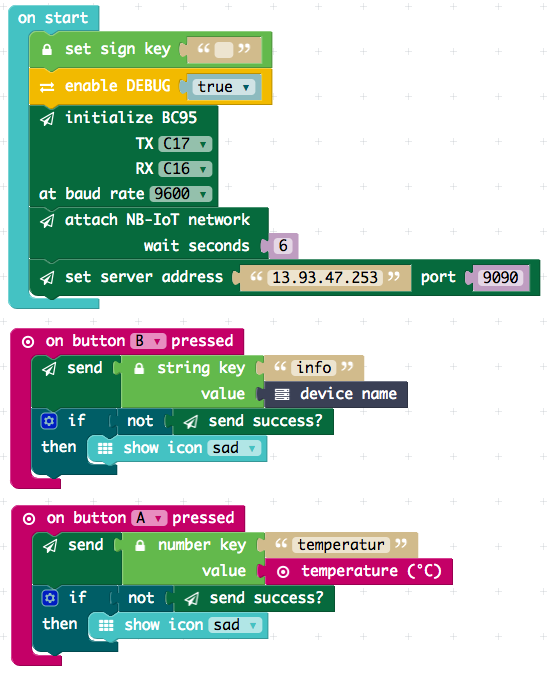 on start
set sign key “ ”
enable DEBUG true
initialize BC95
TX C17
RX C16
at baud rate 9600
attach NB-IoT network
wait seconds 6
set server address “ 13.93.47.253 ” port 9090
on button B pressed
send string key “ info ”
value device name
if not send success?
then show icon sad
on button A pressed
send number key “ temperatur ”
value temperature (°C)
if not send success?
then show icon sad